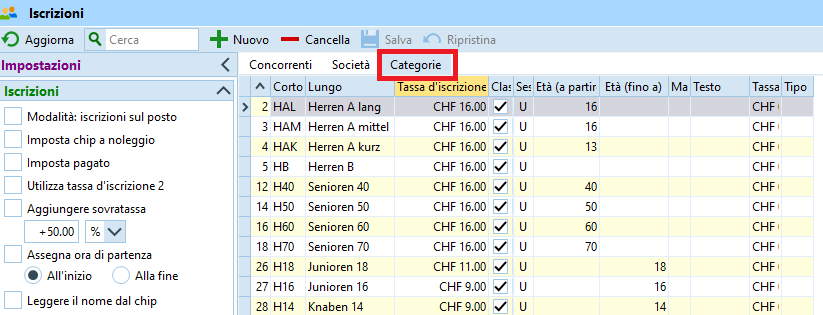 Iscrizioni
Aggiorna Cerca Nuovo Cancella Salva Ripristina
Impostazioni
Iscrizioni
Modalità: iscrizioni sul posto
Imposta chip a noleggio
Imposta pagato
Utilizza tassa d'iscrizione 2
Aggiungere sovratassa
+50.00 %
Assegna ora di partenza
All'inizio Alla fine
Leggere il nome dal chip
Concorrenti Società Categorie
Corto Lungo Tassa d'iscrizione Clas Ses Età (a partir Età (fino a) Ma Testo Tassa Tipo
2 HAL Herren A lang CHF 16.00 U 16 CHF
3 HAM Herren A mittel CHF 16.00 U 16 CHF
4 HAK Herren A kurz CHF 16.00 U 13 CHF
5 HB Herren B CHF 16.00 U CHF
12 H40 Senioren 40 CHF 16.00 U 40 CHF
14 H50 Senioren 50 CHF 16.00 U 50 CHF
16 H60 Senioren 60 CHF 16.00 U 60 CHF
18 H70 Senioren 70 CHF 16.00 U 70 CHF
26 H18 Junioren 18 CHF 11.00 U 18 CHF
27 H16 Junioren 16 CHF 9.00 U 16 CHF
28 H14 Knaben 14 CHF 9.00 U 14 CHF